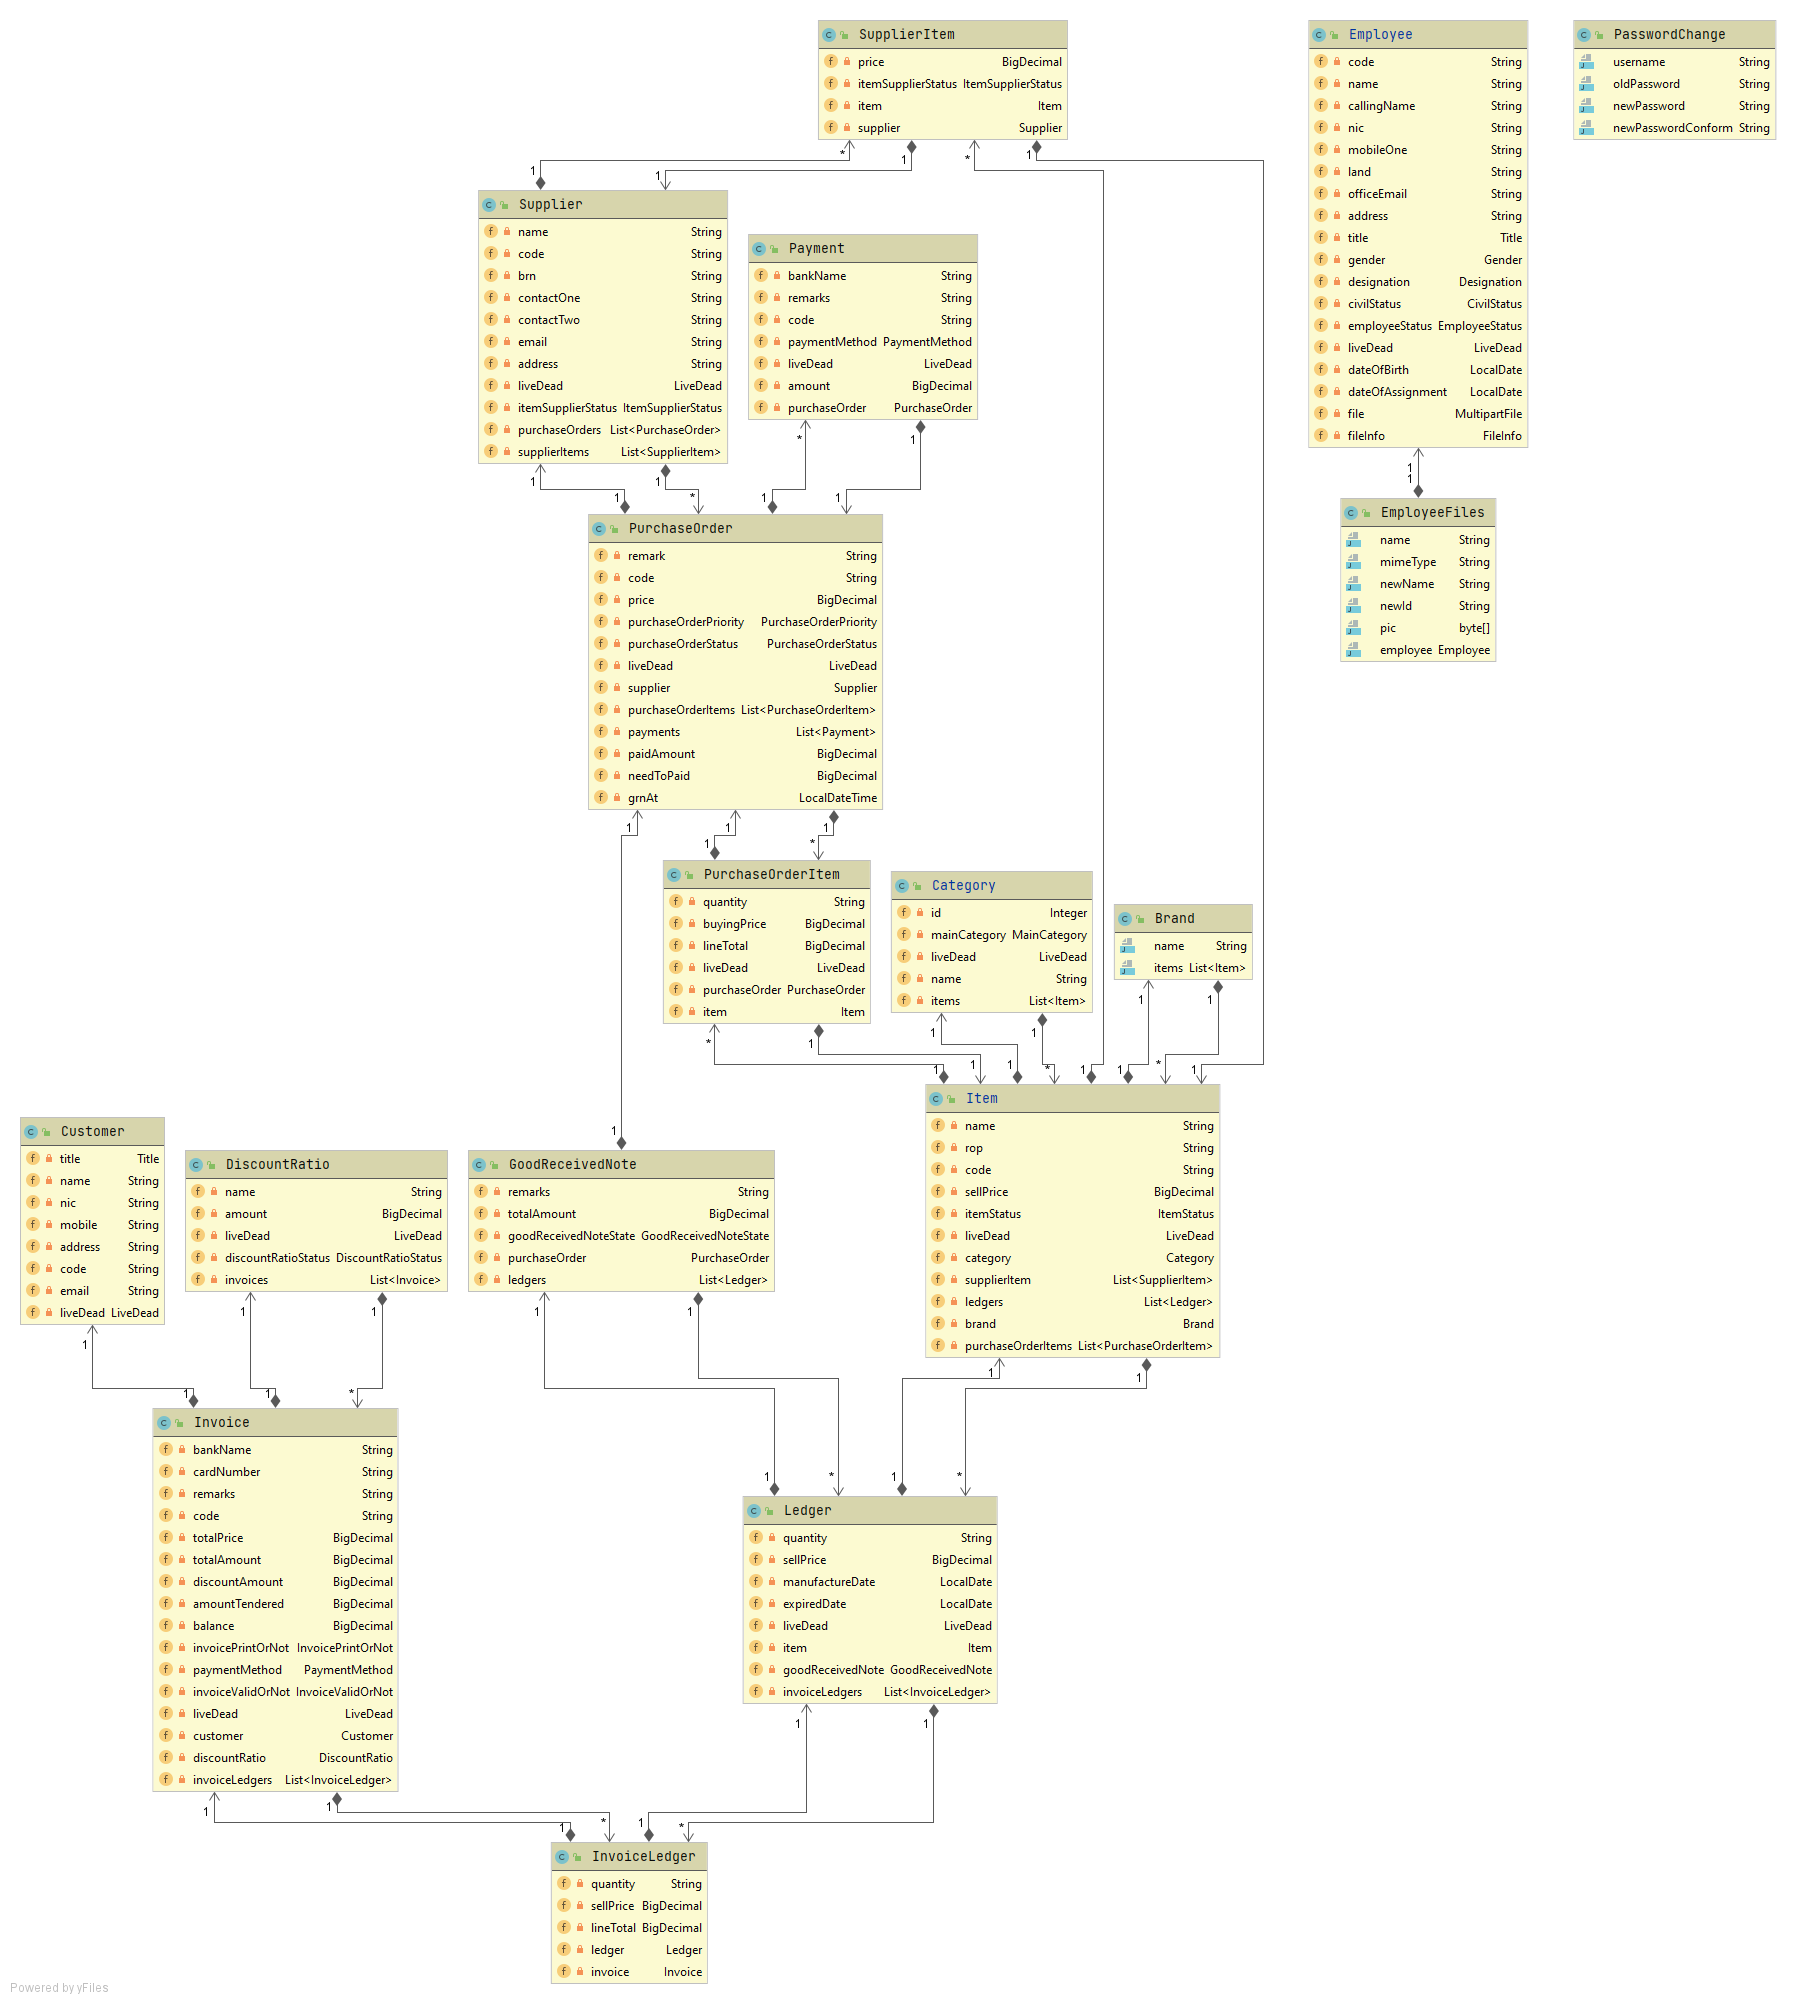 SupplierItem
price BigDecimal
itemSupplierStatus ItemSupplierStatus
item Item
supplier Supplier
Employee
code String
name String
callingName String
nic String
mobileOne String
land String
officeEmail String
address String
title Title
gender Gender
designation Designation
civilStatus CivilStatus
employeeStatus EmployeeStatus
liveDead LiveDead
dateOfBirth LocalDate
dateOfAssignment LocalDate
file MultipartFile
fileInfo FileInfo
PasswordChange
username String
oldPassword String
newPassword String
newPasswordConform String
Supplier
name String
code String
brn String
contactOne String
contactTwo String
email String
address String
liveDead LiveDead
itemSupplierStatus ItemSupplierStatus
purchaseOrders List<PurchaseOrder>
supplierItems List<SupplierItem>
Payment
bankName String
remarks String
code String
paymentMethod PaymentMethod
liveDead LiveDead
amount BigDecimal
purchaseOrder PurchaseOrder
EmployeeFiles
name String
mimeType String
newName String
newId String
pic byte[]
employee Employee
PurchaseOrder
remark String
code String
price BigDecimal
purchaseOrderPriority PurchaseOrderPriority
purchaseOrderStatus PurchaseOrderStatus
liveDead LiveDead
supplier Supplier
purchaseOrderItems List<PurchaseOrderItem>
payments List<Payment>
paidAmount BigDecimal
needToPaid BigDecimal
grnAt LocalDateTime
PurchaseOrderItem
quantity String
buyingPrice BigDecimal
lineTotal BigDecimal
liveDead LiveDead
purchaseOrder PurchaseOrder
item Item
Category
id Integer
mainCategory MainCategory
liveDead LiveDead
name String
items List<Item>
Brand
name String
items List<Item>
Item
name String
rop String
code String
sellPrice BigDecimal
itemStatus ItemStatus
liveDead LiveDead
category Category
supplierItem List<SupplierItem>
ledgers List<Ledger>
brand Brand
purchaseOrderItems List<PurchaseOrderItem>
Customer
title Title
name String
nic String
mobile String
address String
code String
email String
liveDead LiveDead
DiscountRatio
name String
amount BigDecimal
liveDead LiveDead
discountRatioStatus DiscountRatioStatus
invoices List<Invoice>
GoodReceivedNote
remarks String
totalAmount BigDecimal
goodReceivedNoteState GoodReceivedNoteState
purchaseOrder PurchaseOrder
ledgers List<Ledger>
Invoice
bankName String
cardNumber String
remarks String
code String
totalPrice BigDecimal
totalAmount BigDecimal
discountAmount BigDecimal
amountTendered BigDecimal
balance BigDecimal
invoicePrintOrNot InvoicePrintOrNot
paymentMethod PaymentMethod
invoiceValidOrNot InvoiceValidOrNot
liveDead LiveDead
customer Customer
discountRatio DiscountRatio
invoiceLedgers List<InvoiceLedger>
Ledger
quantity String
sellPrice BigDecimal
manufactureDate LocalDate
expiredDate LocalDate
liveDead LiveDead
item Item
goodReceivedNote GoodReceivedNote
invoiceLedgers List<InvoiceLedger>
InvoiceLedger
quantity String
sellPrice BigDecimal
lineTotal BigDecimal
ledger Ledger
invoice Invoice
Powered by yFiles